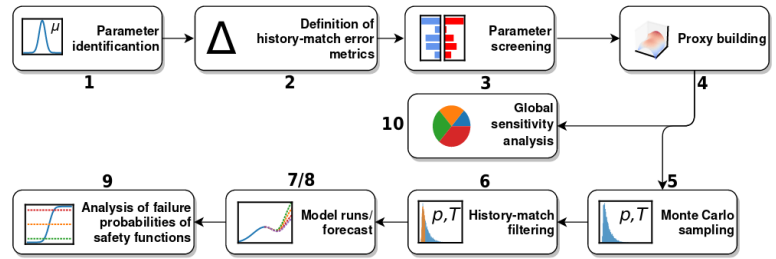 μ
Parameter
identificantion
1
Δ
Definition of
history-match error
metrics
2
Parameter
screening
3
Proxy building
4
10
Global
sensitivity
analysis
9
Analysis of failure
probabilities of
safety functions
7/8
Model runs/
forecast
6
p,T
History-match
filtering
5
p,T
Monte Carlo
sampling